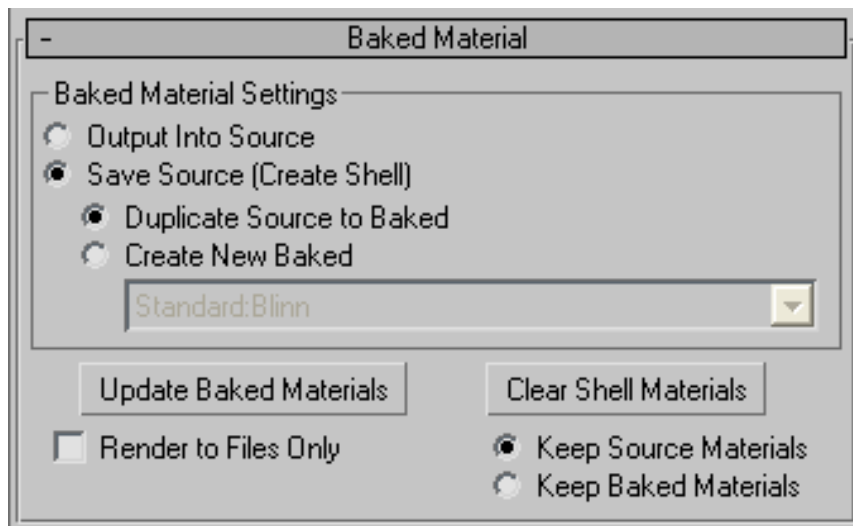 - Baked Material
Baked Material Settings
Output Into Source
Save Source (Create Shell)
Duplicate Source to Baked
Create New Baked
Standard:Blinn
Update Baked Materials
Clear Shell Materials
Render to Files Only
Keep Source Materials
Keep Baked Materials